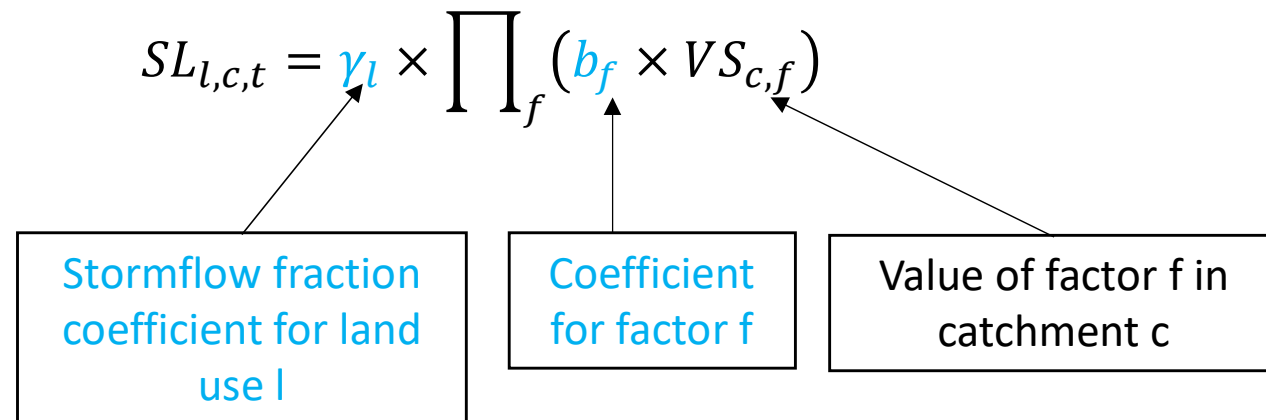 SL_{l,c,t} = γ_l × ∏_f (b_f × VS_{c,f})
Stormflow fraction
coefficient for land
use l
Coefficient
for factor f
Value of factor f in
catchment c